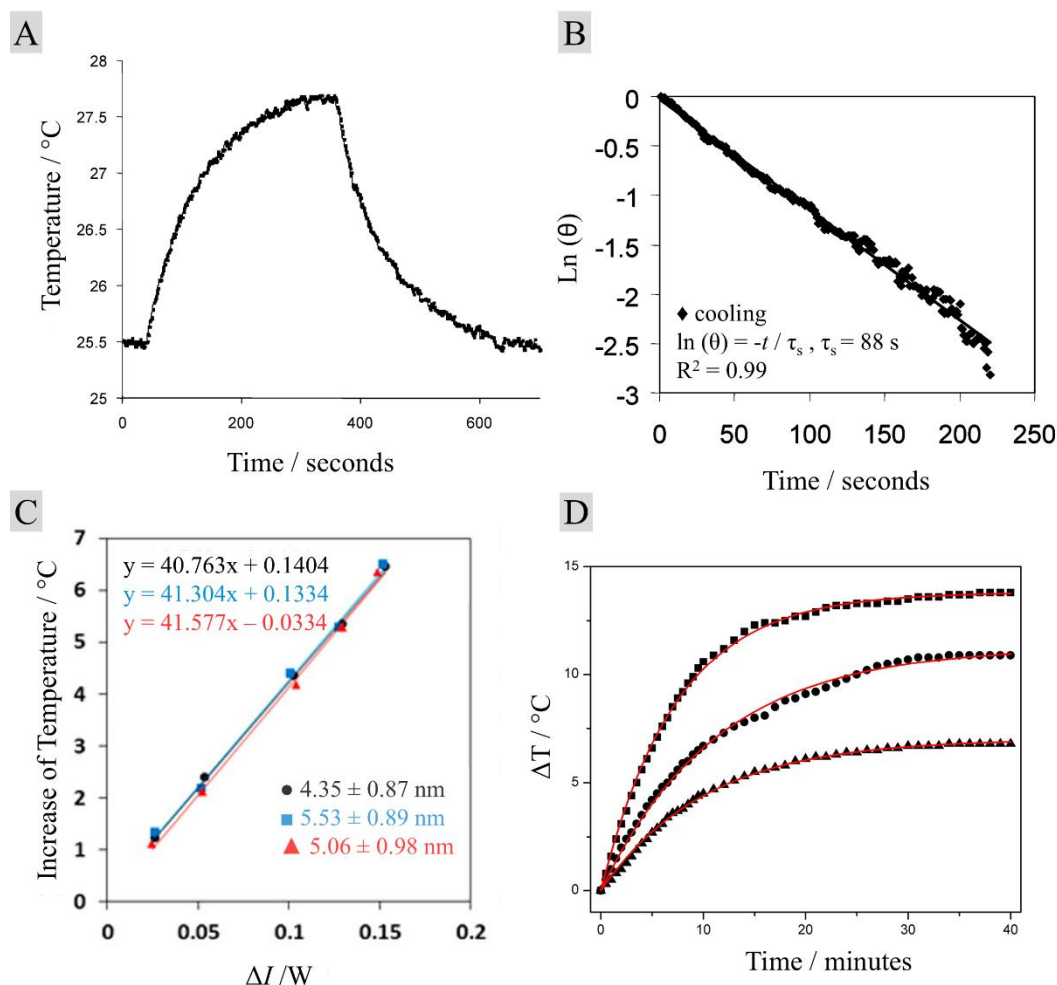 A
Temperature / °C
28
27.5
27
26.5
26
25.5
25
0
200
400
600
Time / seconds
B
Ln (θ)
0
-0.5
-1
-1.5
-2
-2.5
-3
◆ cooling
ln (θ) = -t / τs , τs = 88 s
R² = 0.99
0
50
100
150
200
250
Time / seconds
C
Increase of Temperature / °C
7
6
5
4
3
2
1
0
y = 40.763x + 0.1404
y = 41.304x + 0.1334
y = 41.577x – 0.0334
4.35 ± 0.87 nm
5.53 ± 0.89 nm
5.06 ± 0.98 nm
0
0.05
0.1
0.15
0.2
ΔI /W
D
ΔT / °C
15
10
5
0
0
10
20
30
40
Time / minutes